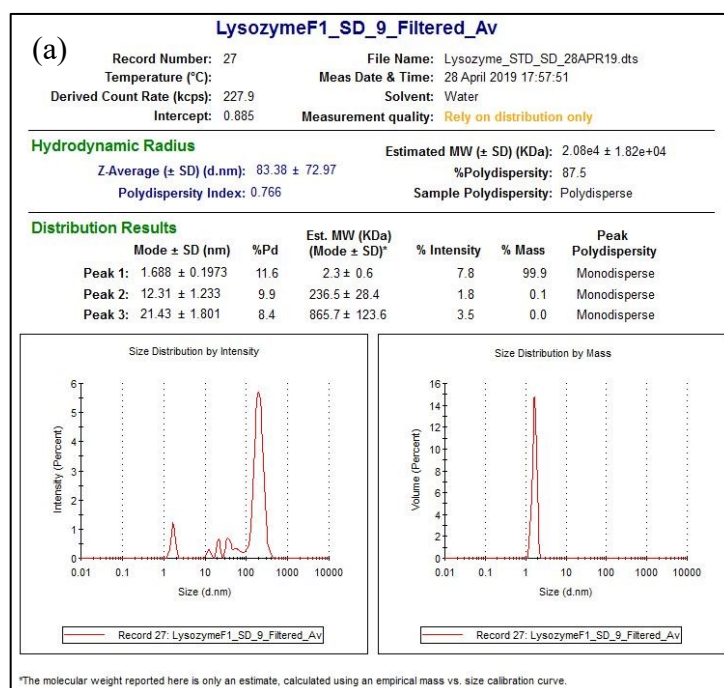 LysozymeF1_SD_9_Filtered_Av
(a)
Record Number: 27 File Name: Lysozyme_STD_SD_28APR19.dts
Temperature (°C): Meas Date & Time: 28 April 2019 17:57:51
Derived Count Rate (kcps): 227.9 Solvent: Water
Intercept: 0.885 Measurement quality: Rely on distribution only
Hydrodynamic Radius
Estimated MW (± SD) (KDa): 2.08e4 ± 1.82e+04
Z-Average (± SD) (d.nm): 83.38 ± 72.97
%Polydispersity: 87.5
Polydispersity Index: 0.766
Sample Polydispersity: Polydisperse
Distribution Results
Mode ± SD (nm) %Pd Est. MW (KDa) (Mode ± SD)* % Intensity % Mass Peak Polydispersity
Peak 1: 1.688 ± 0.1973 11.6 2.3 ± 0.6 7.8 99.9 Monodisperse
Peak 2: 12.31 ± 1.233 9.9 236.5 ± 28.4 1.8 0.1 Monodisperse
Peak 3: 21.43 ± 1.801 8.4 865.7 ± 123.6 3.5 0.0 Monodisperse
Size Distribution by Intensity
Intensity (Percent)
6
5
4
3
2
1
0
0.01 0.1 1 10 100 1000 10000
Size (d.nm)
Record 27: LysozymeF1_SD_9_Filtered_Av
Size Distribution by Mass
Volume (Percent)
16
14
12
10
8
6
4
2
0
0.01 0.1 1 10 100 1000 10000
Size (d.nm)
Record 27: LysozymeF1_SD_9_Filtered_Av
*The molecular weight reported here is only an estimate, calculated using an empirical mass vs. size calibration curve.